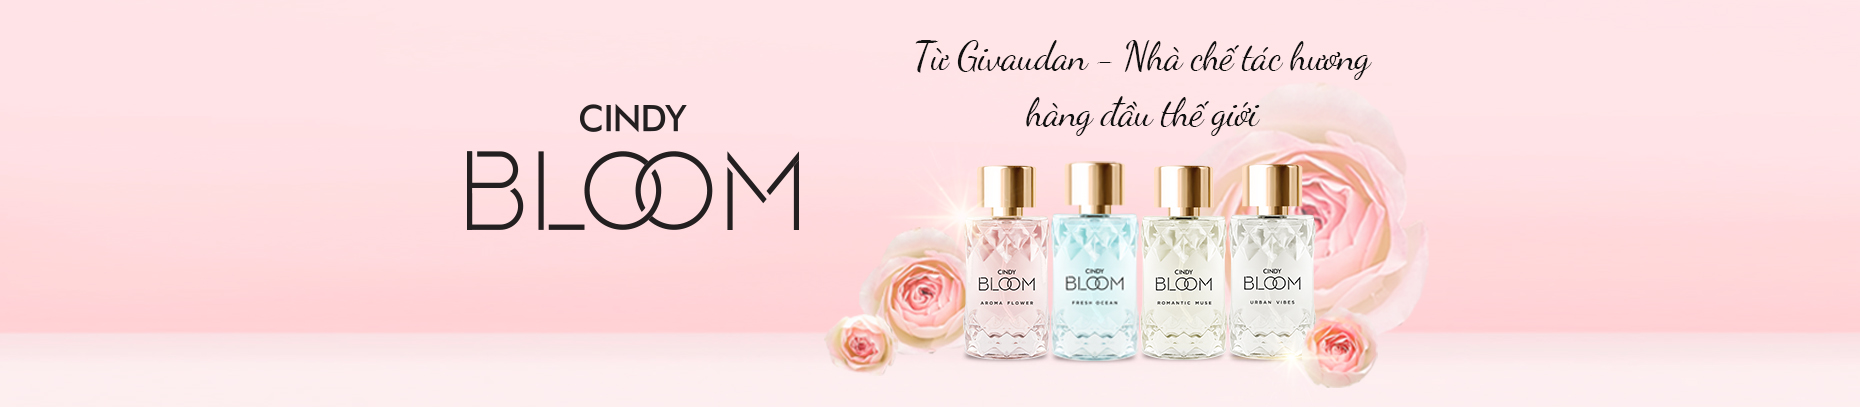 CINDY
BLOOM
Từ Givaudan - Nhà chế tác hương
hàng đầu thế giới
CINDY
BLOOM
AROMA FLOWER
CINDY
BLOOM
FRESH OCEAN
CINDY
BLOOM
ROMANTIC MUSE
CINDY
BLOOM
URBAN VIBES